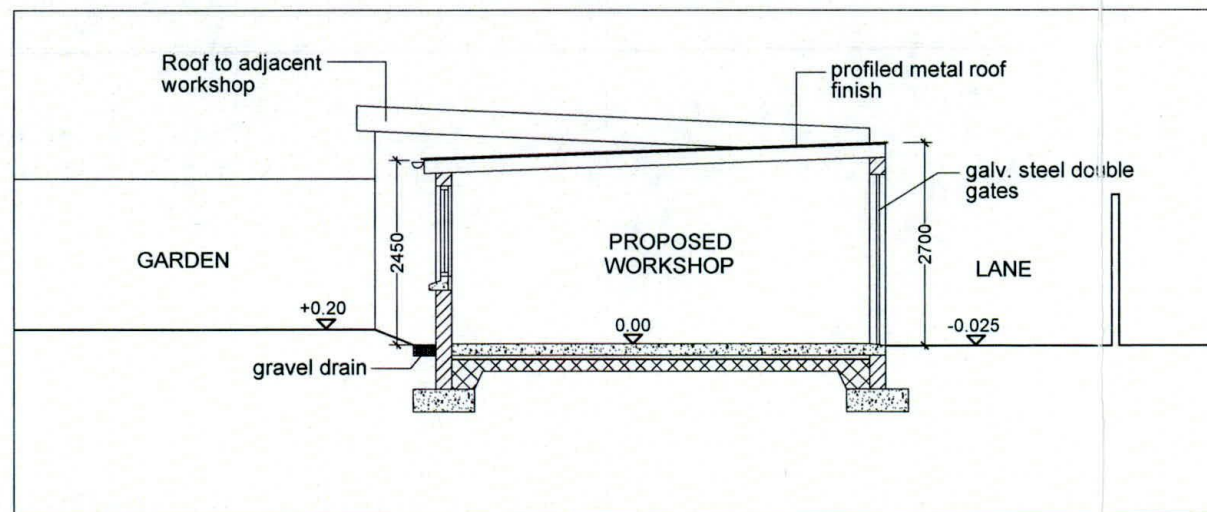 Roof to adjacent
workshop
profiled metal roof
finish
galv. steel double
gates
2450
PROPOSED
WORKSHOP
2700
GARDEN
LANE
+0.20
0.00
-0.025
gravel drain